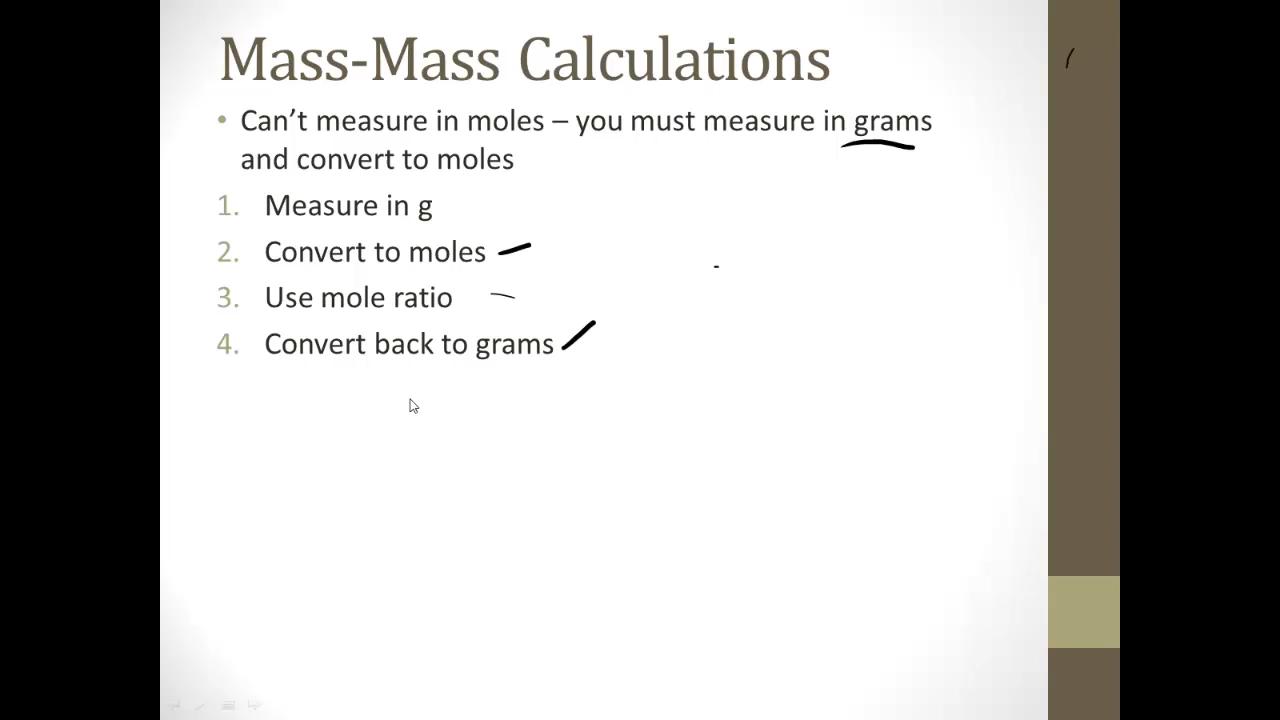 Mass-Mass Calculations
• Can’t measure in moles – you must measure in grams
and convert to moles
1. Measure in g
2. Convert to moles
3. Use mole ratio
4. Convert back to grams